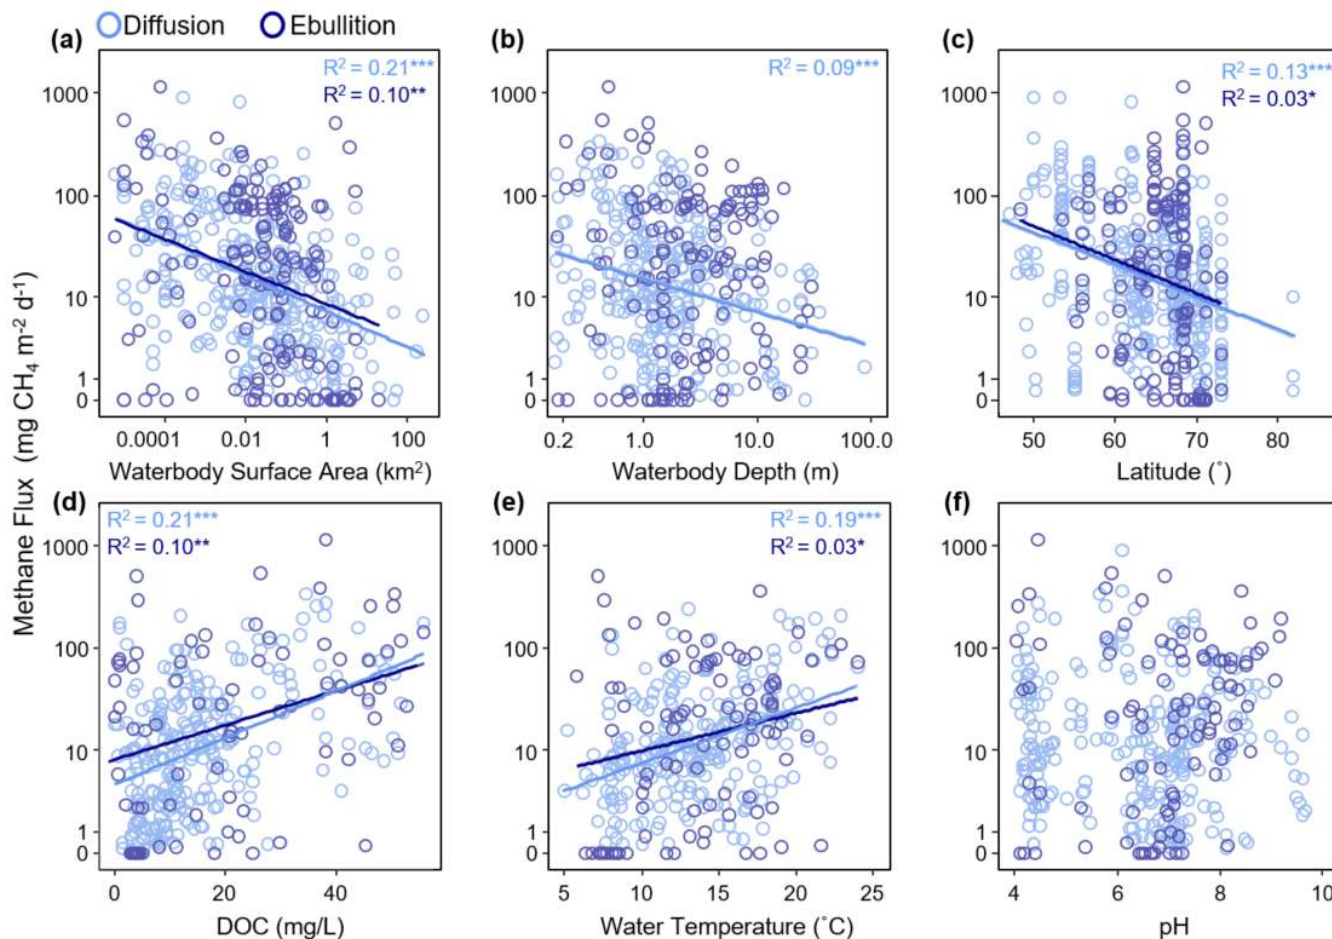 Diffusion Ebullition
(a) (b) (c)
R² = 0.21*** R² = 0.09*** R² = 0.13***
R² = 0.10** R² = 0.03*
1000 1000 1000
100 100 100
10 10 10
1 1 1
0 0 0
0.0001 0.01 1 100 0.2 1.0 10.0 100.0 50 60 70 80
Waterbody Surface Area (km²) Waterbody Depth (m) Latitude (°)
Methane Flux (mg CH₄ m⁻² d⁻¹)
(d) (e) (f)
R² = 0.21*** R² = 0.19***
R² = 0.10** R² = 0.03*
1000 1000 1000
100 100 100
10 10 10
1 1 1
0 0 0
0 20 40 5 10 15 20 25 4 6 8 10
DOC (mg/L) Water Temperature (°C) pH